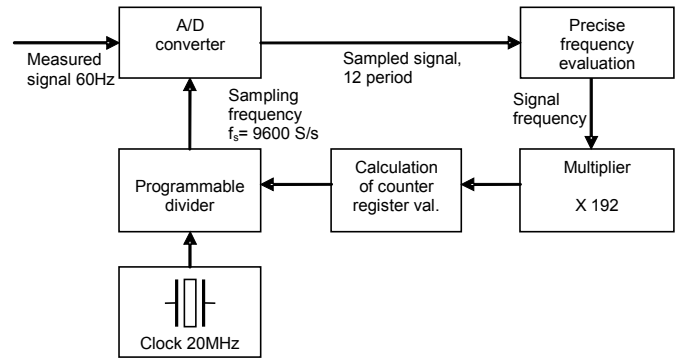 A/D
converter
Measured
signal 60Hz
Sampled signal,
12 period
Precise
frequency
evaluation
Sampling
frequency
fs= 9600 S/s
Signal
frequency
Programmable
divider
Calculation
of counter
register val.
Multiplier
X 192
Clock 20MHz